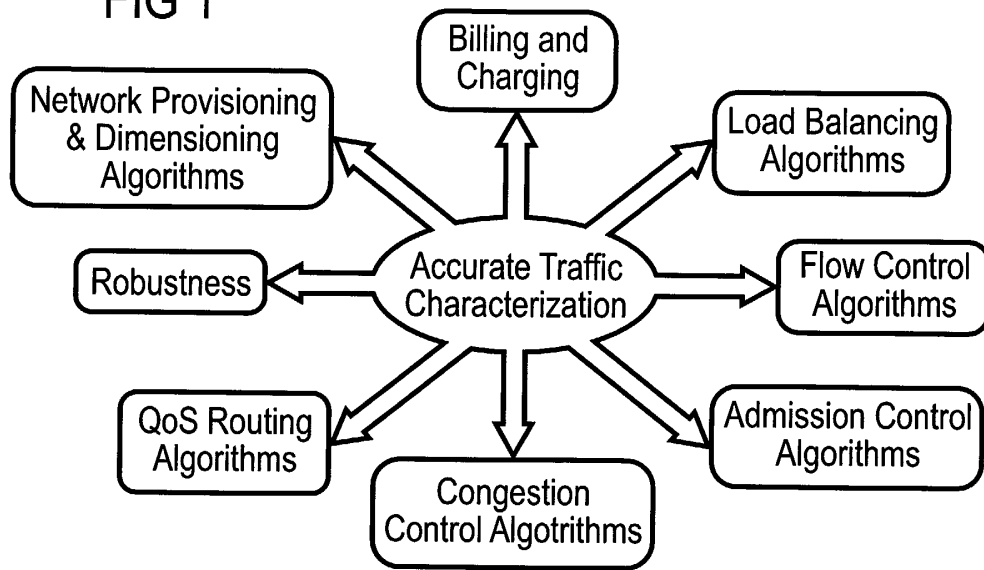 FIG 1
Billing and
Charging
Network Provisioning
& Dimensioning
Algorithms
Load Balancing
Algorithms
Robustness
Accurate Traffic
Characterization
Flow Control
Algorithms
QoS Routing
Algorithms
Congestion
Control Algotrithms
Admission Control
Algorithms